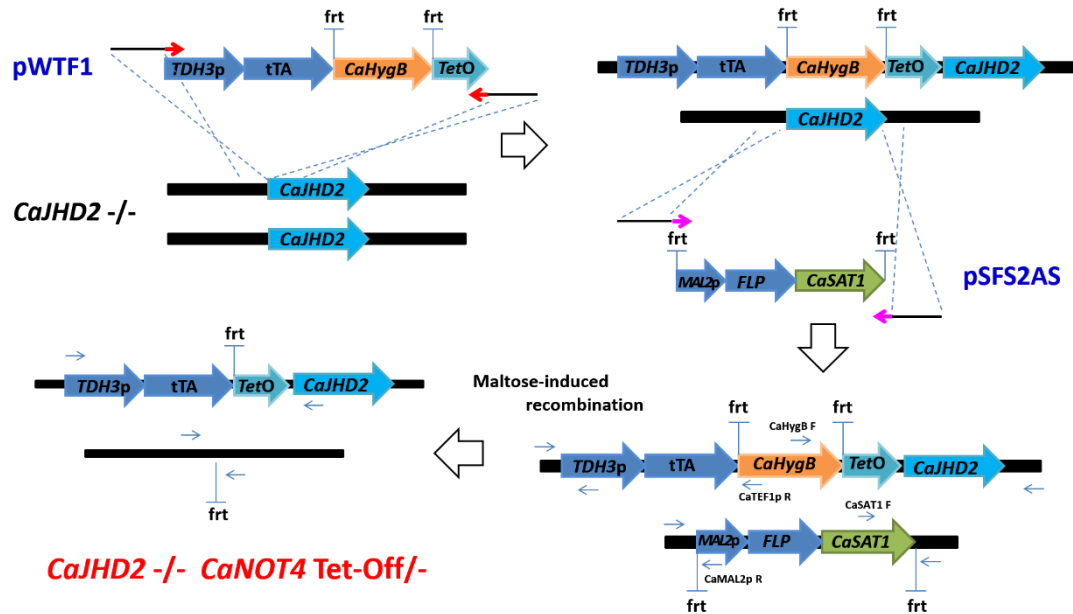 frt frt
pWTF1
TDH3p tTA CaHygB TetO
CaJHD2 -/-
CaJHD2
CaJHD2
frt frt
TDH3p tTA CaHygB TetO CaJHD2
CaJHD2
frt frt
MAL2p FLP CaSAT1
pSFS2AS
frt
TDH3p tTA TetO CaJHD2
frt
CaJHD2 -/- CaNOT4 Tet-Off/-
Maltose-induced
recombination
frt frt
CaHygB F
TDH3p tTA CaHygB TetO CaJHD2
CaTEF1p R
CaSAT1 F
MAL2p FLP CaSAT1
CaMAL2p R
frt frt